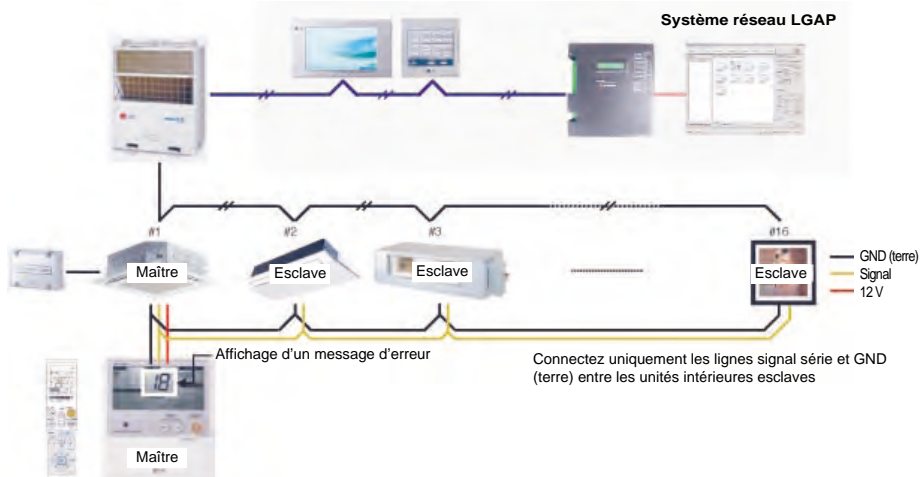 Système réseau LGAP
#1
#2
#3
#16
Maître
Esclave
Esclave
Esclave
GND (terre)
Signal
12 V
Affichage d'un message d'erreur
18
Connectez uniquement les lignes signal série et GND
(terre) entre les unités intérieures esclaves
Maître